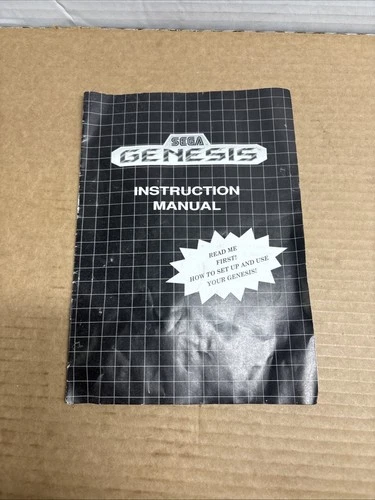 SEGA
GENESIS
INSTRUCTION
MANUAL
READ ME
FIRST!
HOW TO SET UP AND USE
YOUR GENESIS!